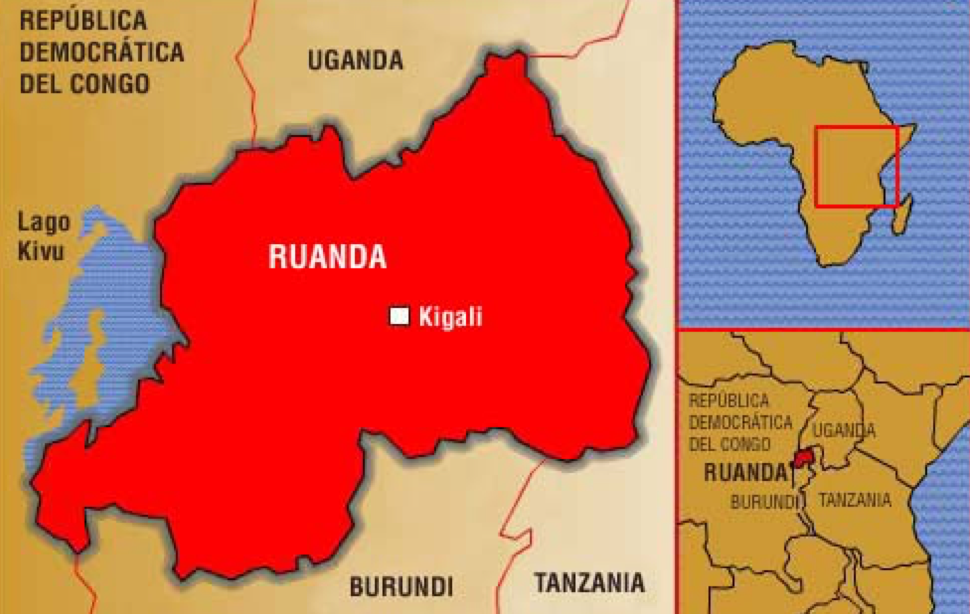 REPÚBLICA
DEMOCRÁTICA
DEL CONGO
UGANDA
Lago
Kivu
RUANDA
Kigali
BURUNDI
TANZANIA
REPÚBLICA
DEMOCRÁTICA
DEL CONGO
UGANDA
RUANDA
BURUNDI
TANZANIA